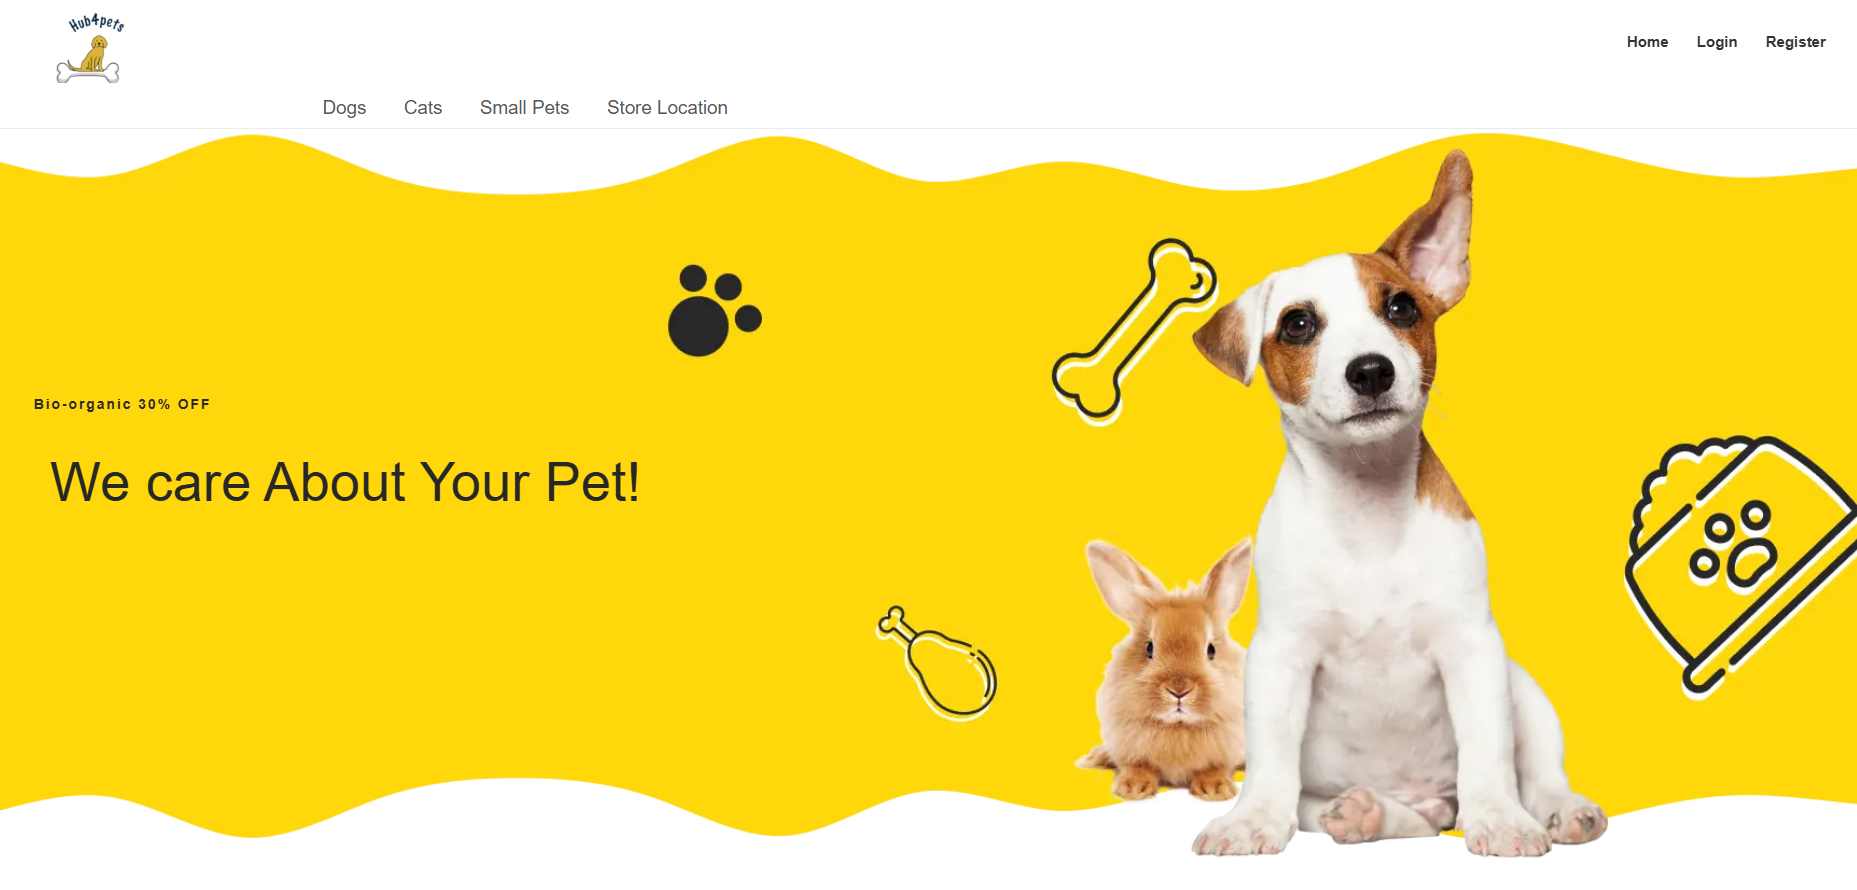 Hub4pets
Home Login Register
Dogs Cats Small Pets Store Location
Bio-organic 30% OFF
We care About Your Pet!